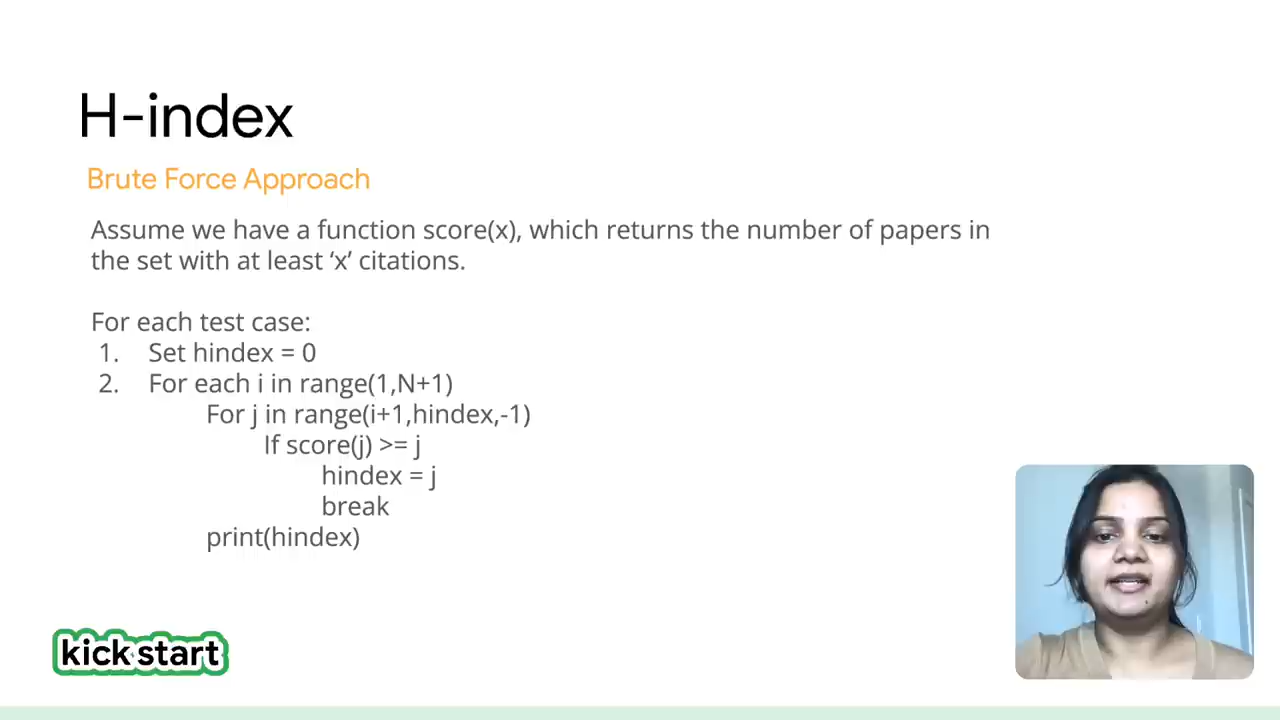 H-index
Brute Force Approach
Assume we have a function score(x), which returns the number of papers in
the set with at least ‘x’ citations.
For each test case:
1. Set hindex = 0
2. For each i in range(1,N+1)
For j in range(i+1,hindex,-1)
If score(j) >= j
hindex = j
break
print(hindex)
kick start